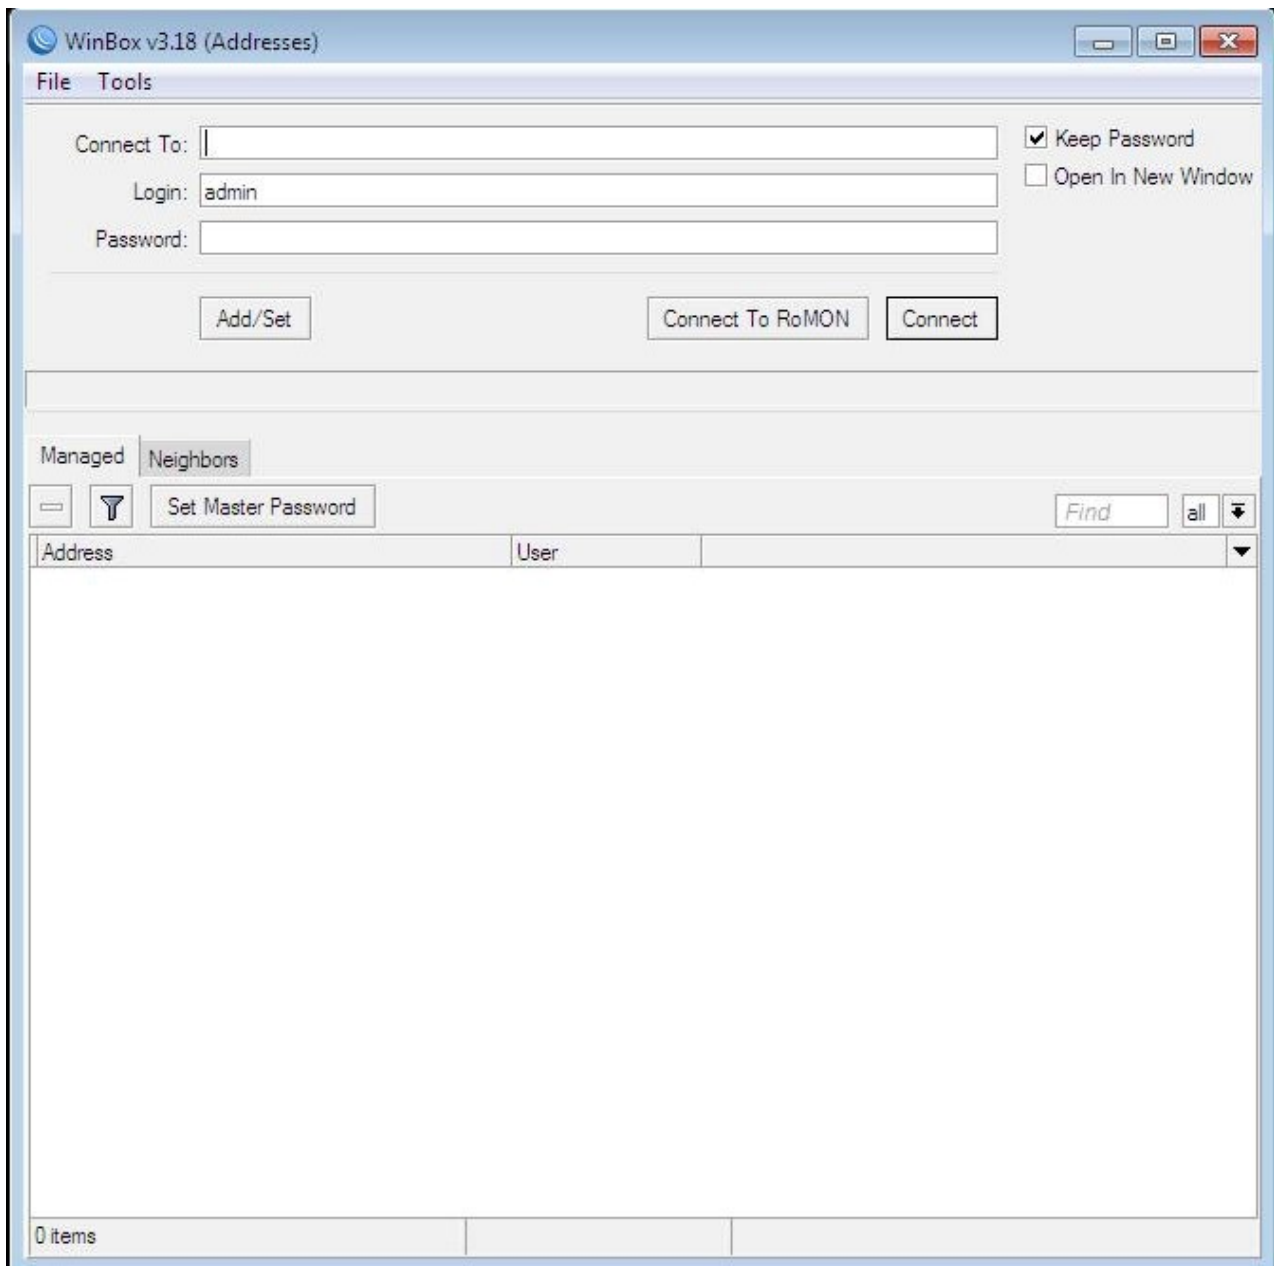 WinBox v3.18 (Addresses)
File Tools
Connect To:
Keep Password
Login: admin
Open In New Window
Password:
Add/Set Connect To RoMON Connect
Managed Neighbors
Set Master Password Find all
Address User
0 items